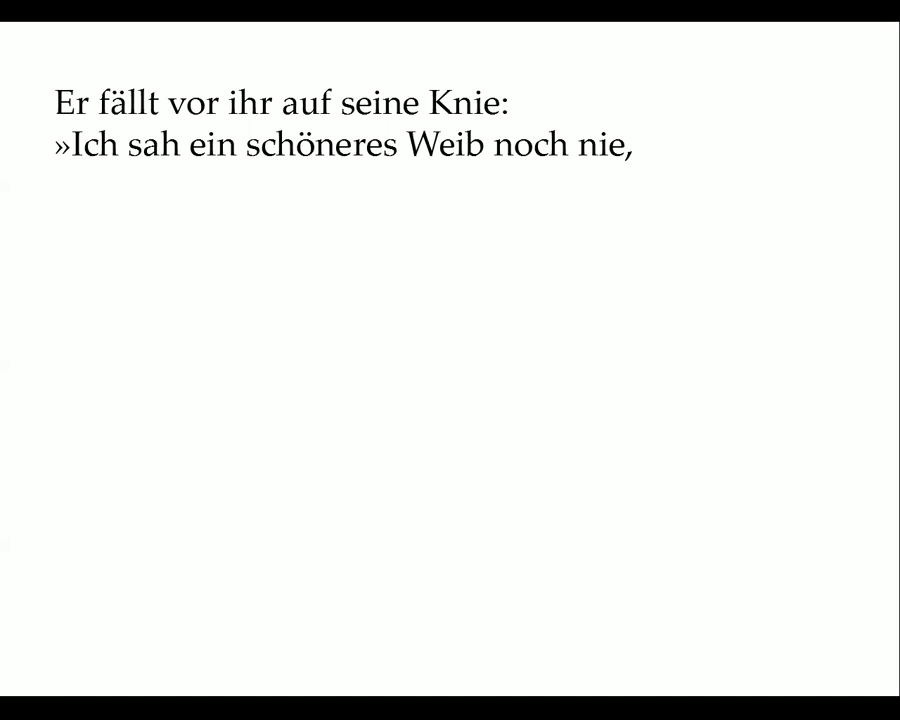 Er fällt vor ihr auf seine Knie:
»Ich sah ein schöneres Weib noch nie,